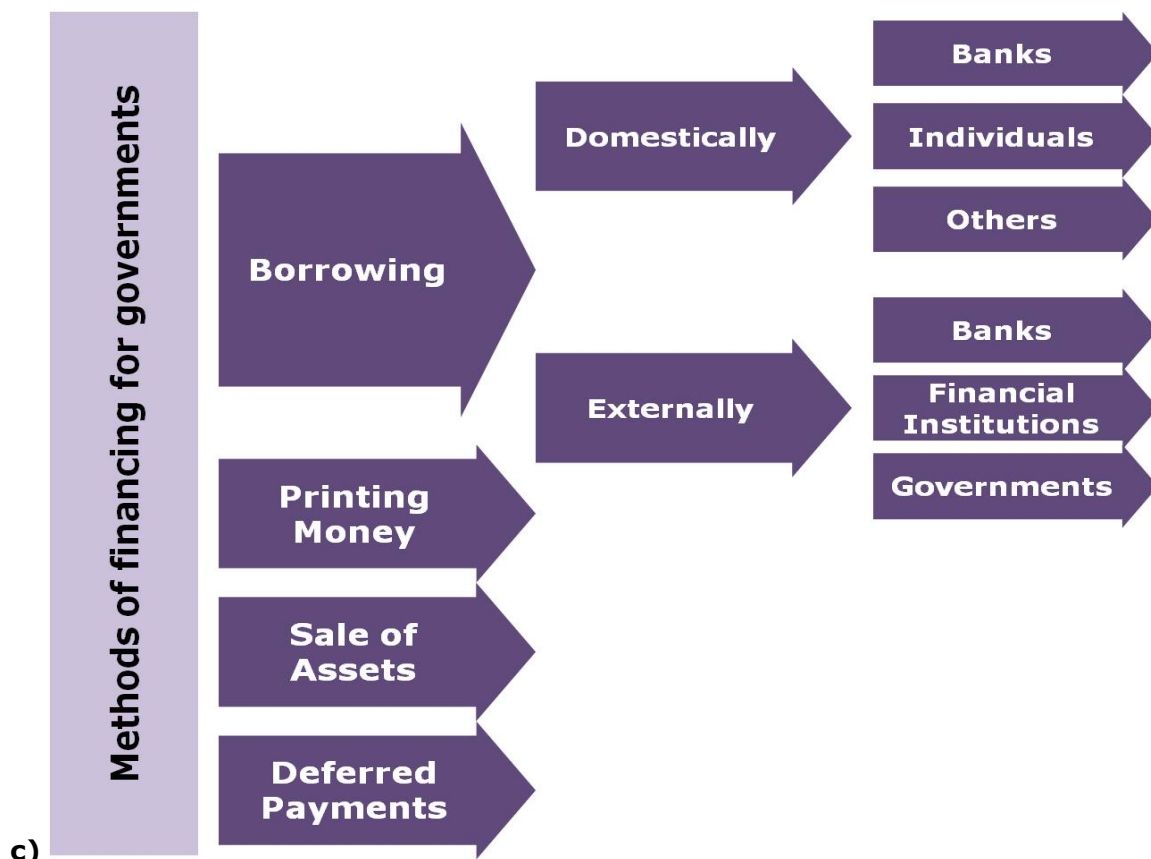 Methods of financing for governments
Borrowing
Domestically
Banks
Individuals
Others
Externally
Banks
Financial
Institutions
Governments
Printing
Money
Sale of
Assets
Deferred
Payments
c)